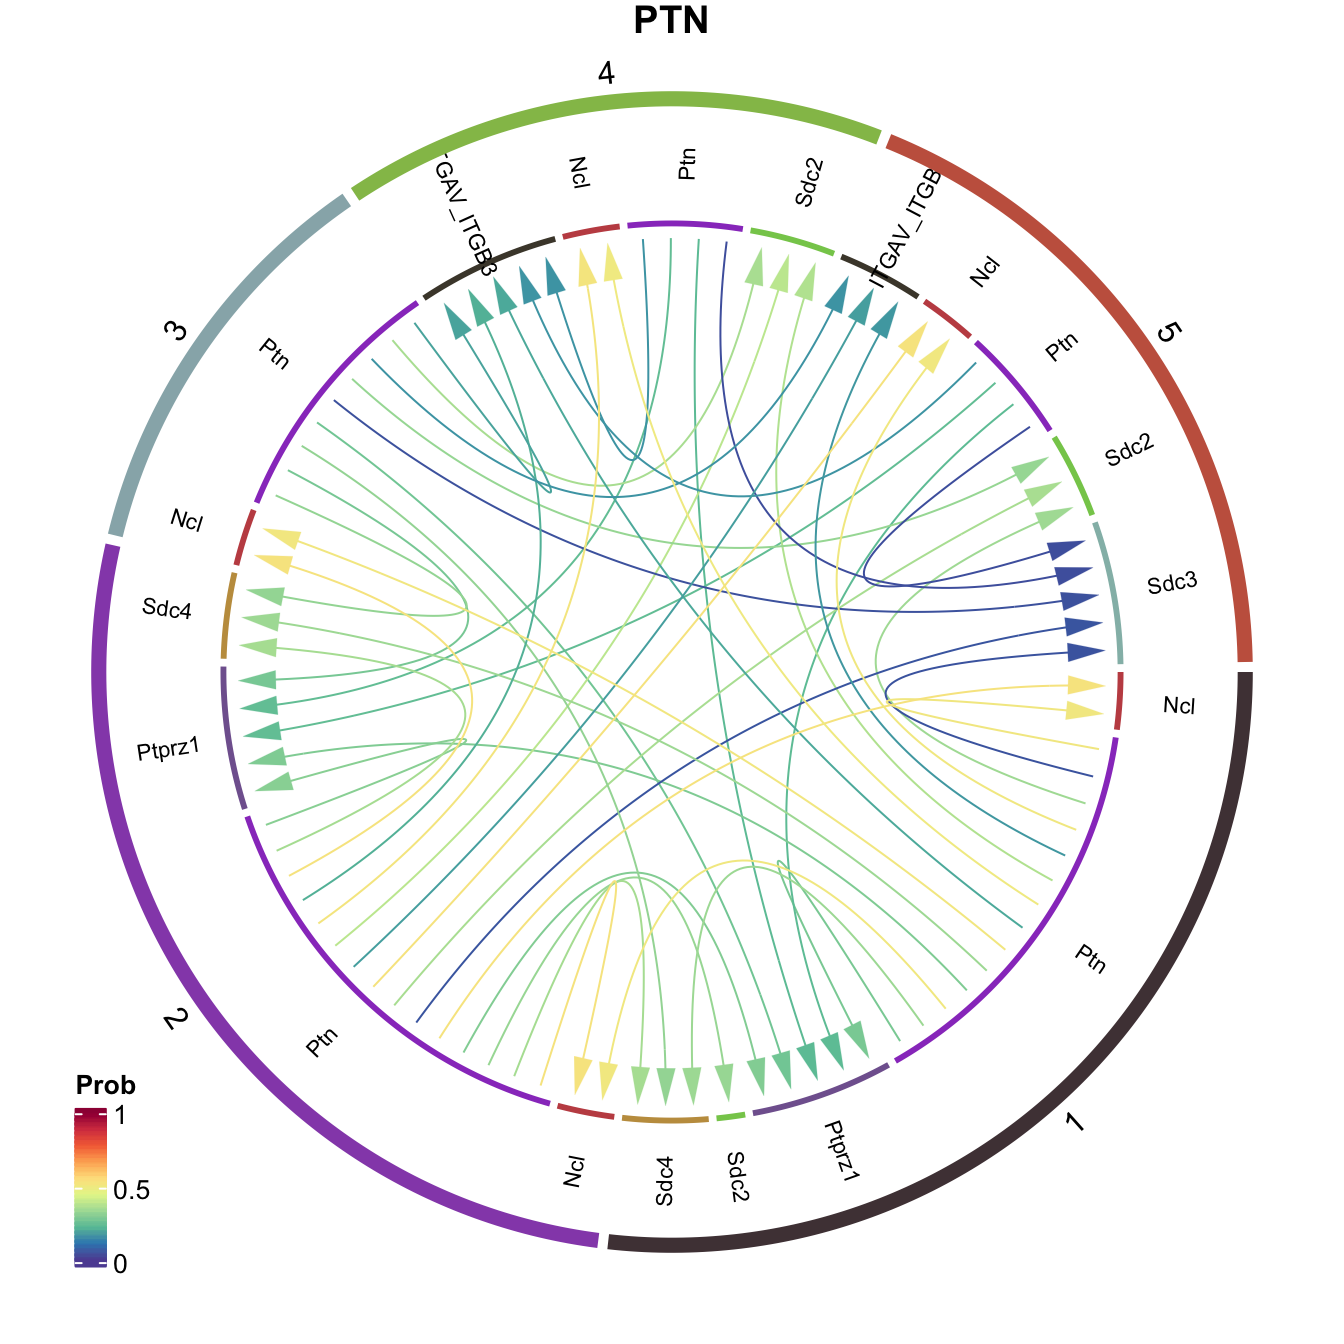 PTN
4
Ncl
Ptn
Sdc2
GAV_ITGB3
ITGAV_ITGB
Ncl
Ptn
5
3
Ptn
Sdc2
Ncl
Sdc4
Sdc3
Ptprz1
Ncl
Ptn
2
Ptn
1
Ncl
Sdc4
Sdc2
Ptprz1
Prob
1
0.5
0